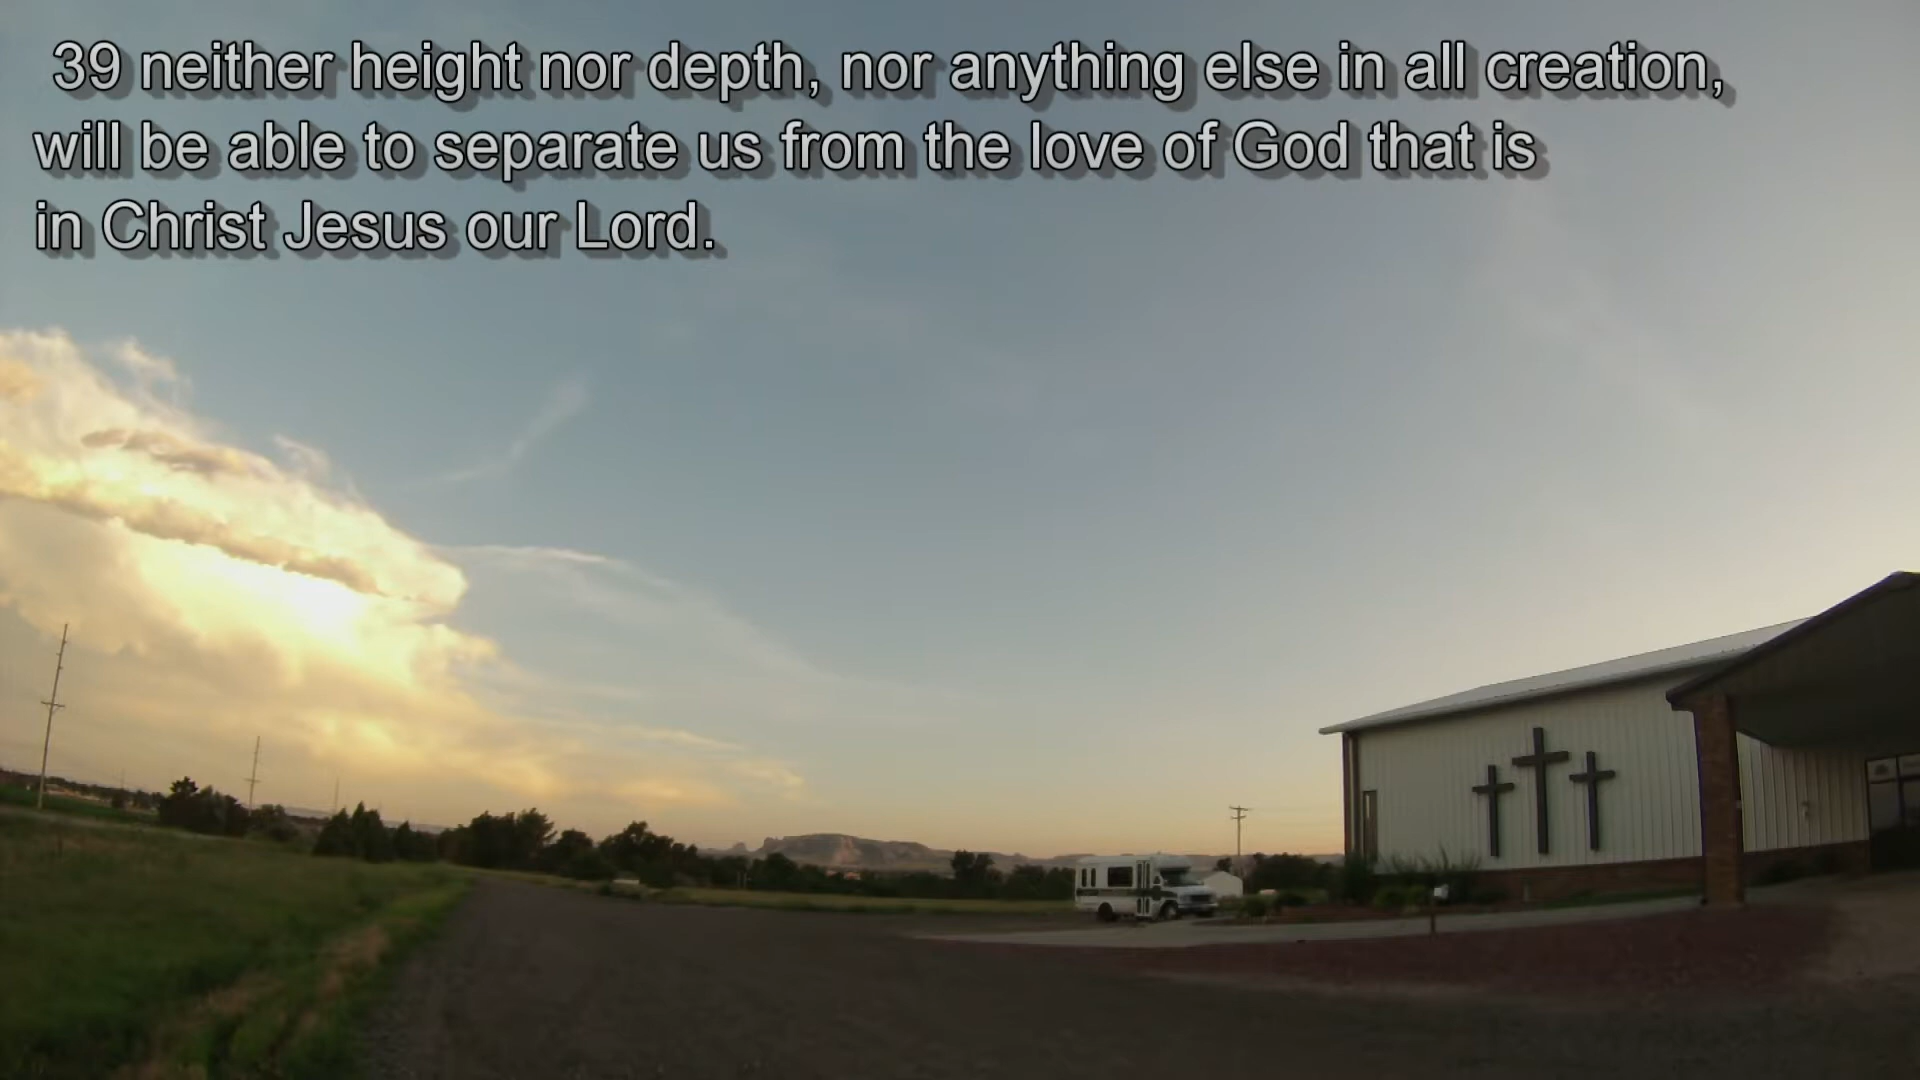 39 neither height nor depth, nor anything else in all creation,
will be able to separate us from the love of God that is
in Christ Jesus our Lord.